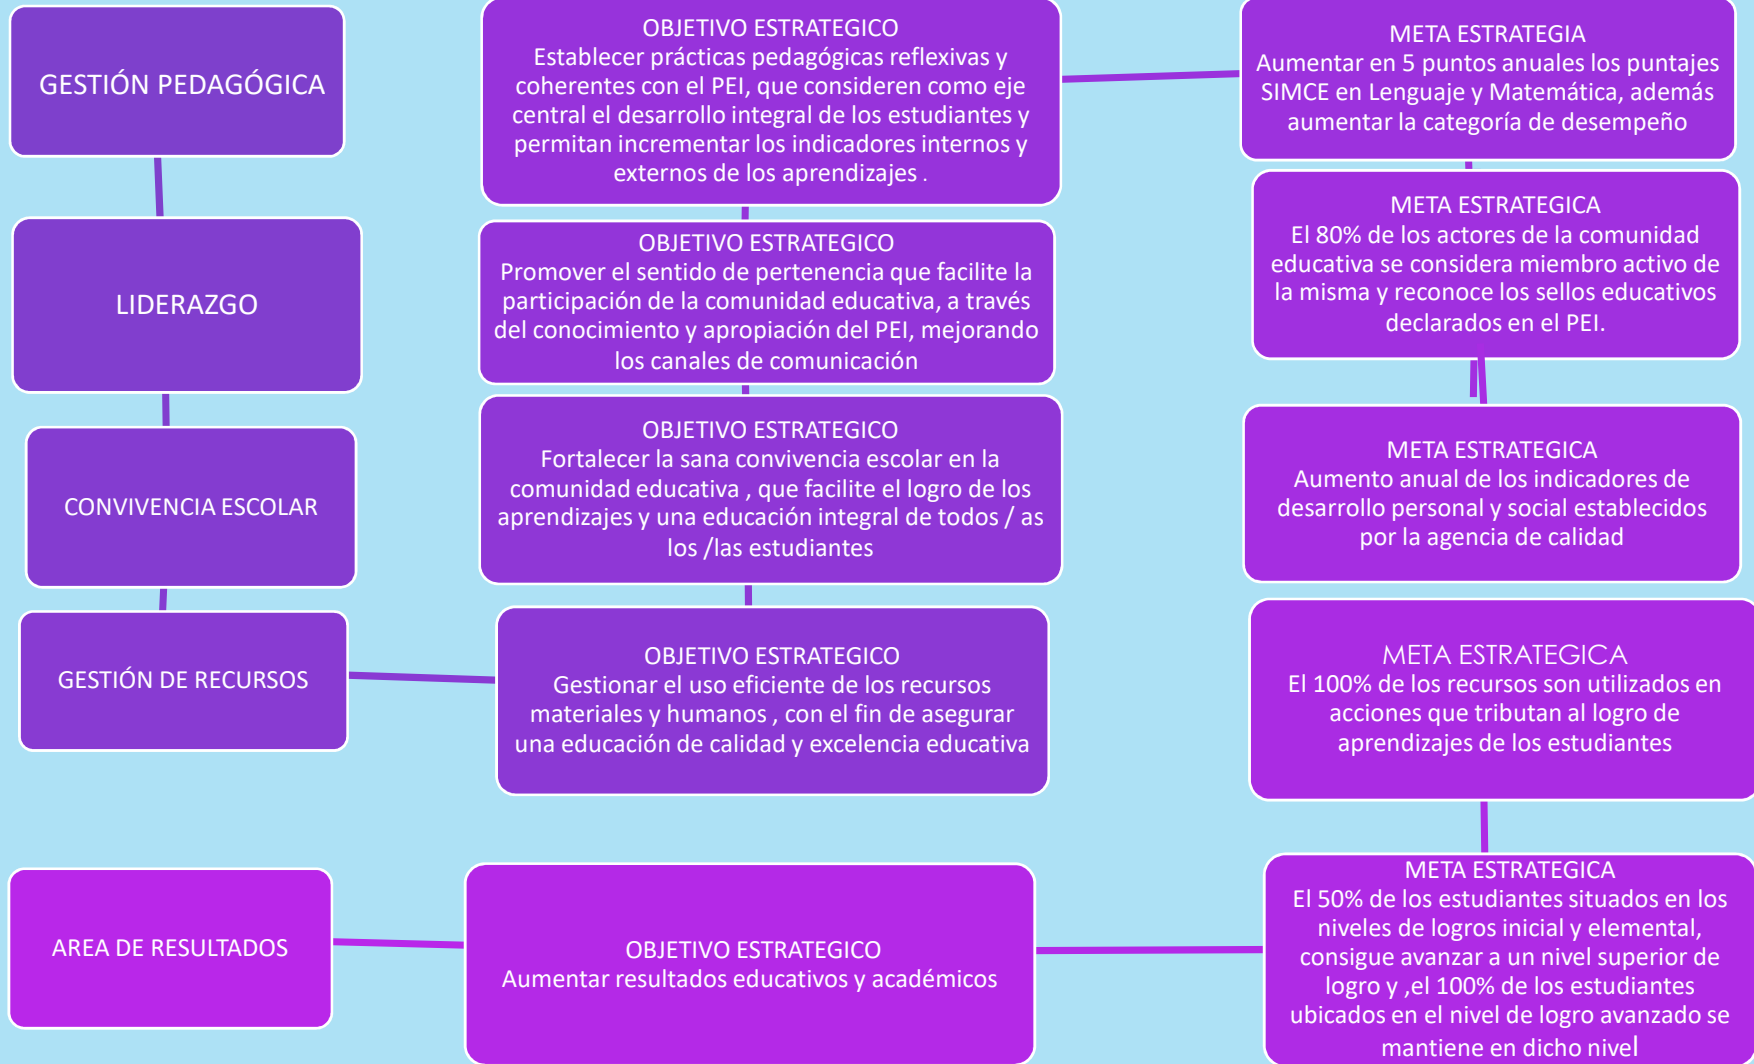 GESTIÓN PEDAGÓGICA
OBJETIVO ESTRATEGICO
Establecer prácticas pedagógicas reflexivas y
coherentes con el PEI, que consideren como eje
central el desarrollo integral de los estudiantes y
permitan incrementar los indicadores internos y
externos de los aprendizajes .
META ESTRATEGIA
Aumentar en 5 puntos anuales los puntajes
SIMCE en Lenguaje y Matemática, además
aumentar la categoría de desempeño
LIDERAZGO
OBJETIVO ESTRATEGICO
Promover el sentido de pertenencia que facilite la
participación de la comunidad educativa, a través
del conocimiento y apropiación del PEI, mejorando
los canales de comunicación
META ESTRATEGICA
El 80% de los actores de la comunidad
educativa se considera miembro activo de
la misma y reconoce los sellos educativos
declarados en el PEI.
CONVIVENCIA ESCOLAR
OBJETIVO ESTRATEGICO
Fortalecer la sana convivencia escolar en la
comunidad educativa , que facilite el logro de los
aprendizajes y una educación integral de todos / as
los /las estudiantes
META ESTRATEGICA
Aumento anual de los indicadores de
desarrollo personal y social establecidos
por la agencia de calidad
GESTIÓN DE RECURSOS
OBJETIVO ESTRATEGICO
Gestionar el uso eficiente de los recursos
materiales y humanos , con el fin de asegurar
una educación de calidad y excelencia educativa
META ESTRATEGICA
El 100% de los recursos son utilizados en
acciones que tributan al logro de
aprendizajes de los estudiantes
AREA DE RESULTADOS
OBJETIVO ESTRATEGICO
Aumentar resultados educativos y académicos
META ESTRATEGICA
El 50% de los estudiantes situados en los
niveles de logros inicial y elemental,
consigue avanzar a un nivel superior de
logro y ,el 100% de los estudiantes
ubicados en el nivel de logro avanzado se
mantiene en dicho nivel